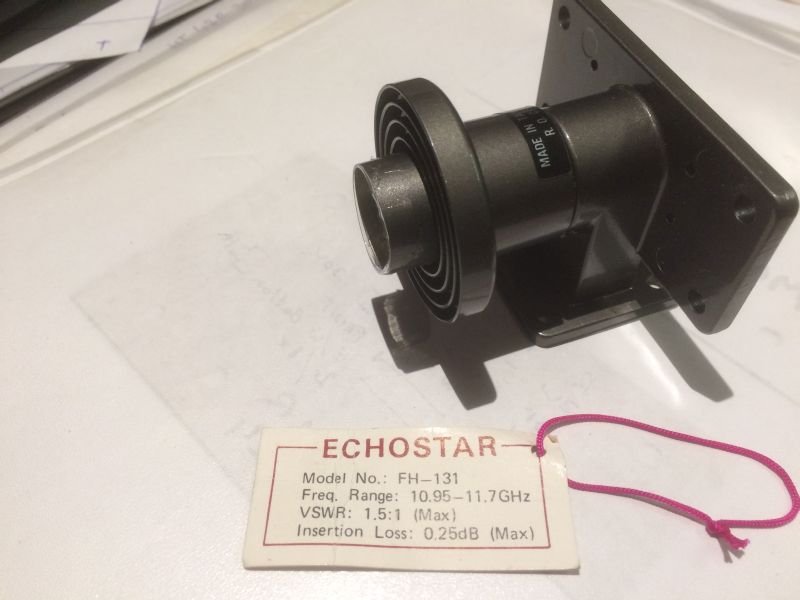 MADE IN
R. O.
ECHOSTAR
Model No.: FH-131
Freq. Range: 10.95-11.7GHz
VSWR: 1.5:1 (Max)
Insertion Loss: 0.25dB (Max)